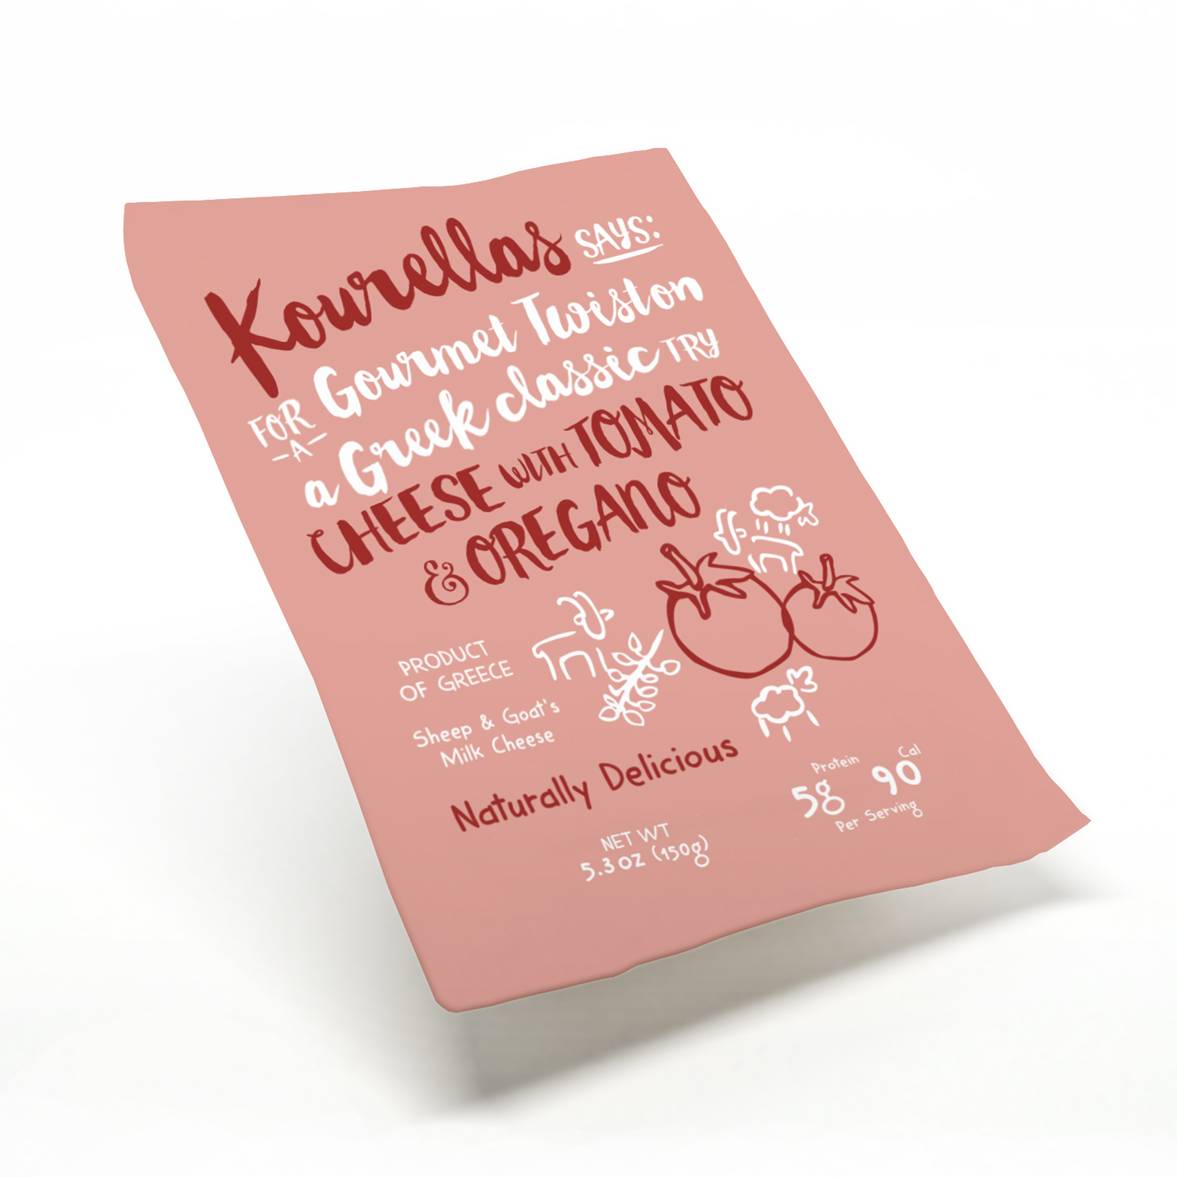 Kourellas SAYS:
FOR -A- Gourmet Twist on
a Greek classic TRY
CHEESE WITH TOMATO
& OREGANO
PRODUCT
OF GREECE
Sheep & Goat's
Milk Cheese
Naturally Delicious
NET WT
5.3 oz (150g)
Protein Cal
5g 90
Per Serving